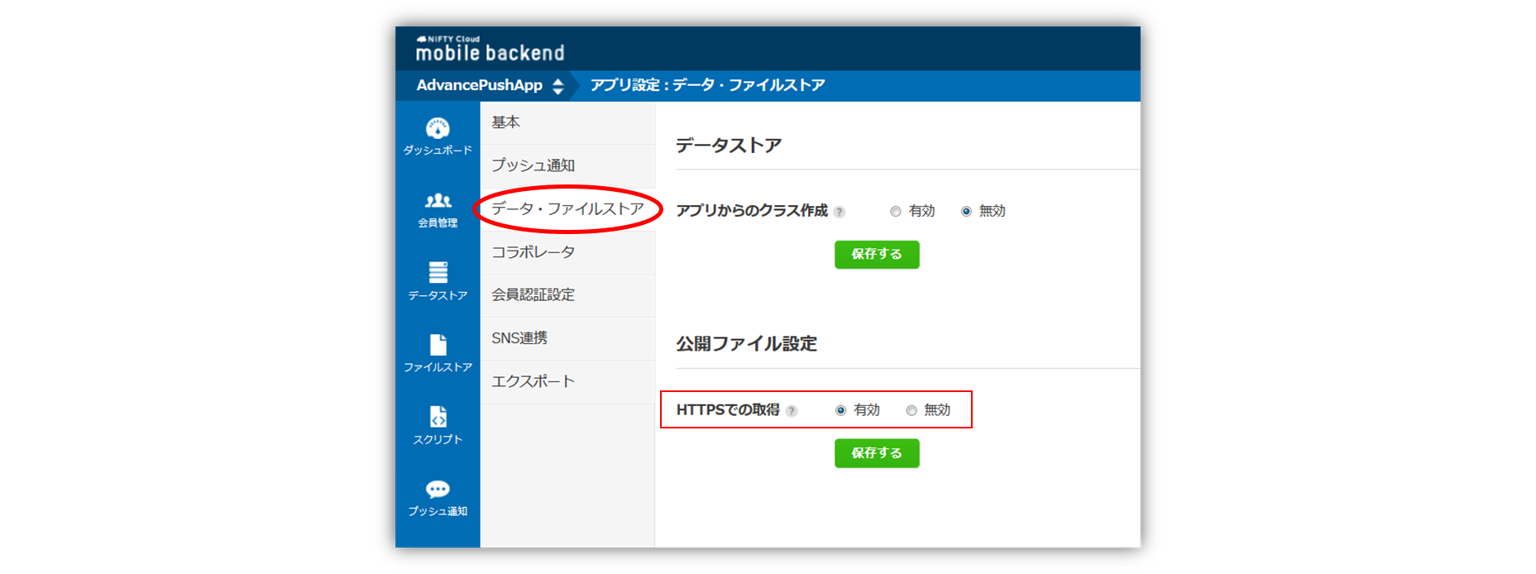 NIFTY Cloud
mobile backend
AdvancePushApp
アプリ設定：データ・ファイルストア
ダッシュボード
会員管理
データストア
ファイルストア
スクリプト
プッシュ通知
基本
プッシュ通知
データ・ファイルストア
コラボレータ
会員認証設定
SNS連携
エクスポート
データストア
アプリからのクラス作成 ? 有効 無効
保存する
公開ファイル設定
HTTPSでの取得 ? 有効 無効
保存する